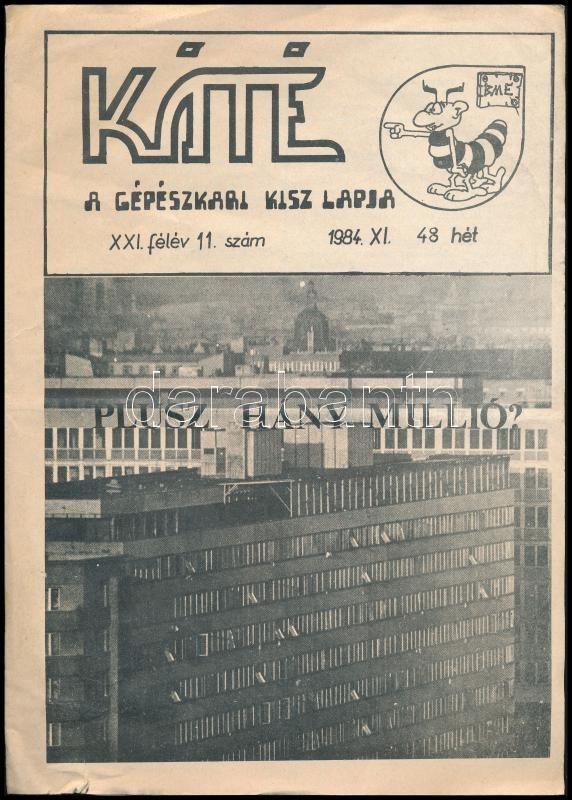 KÁTÉ
BME
A GÉPÉSZKARI KISZ LAPJA
XXI. félév 11. szám 1984. XI. 48 hét
PLUSZ HÁNY MILLIÓ?
darabanth